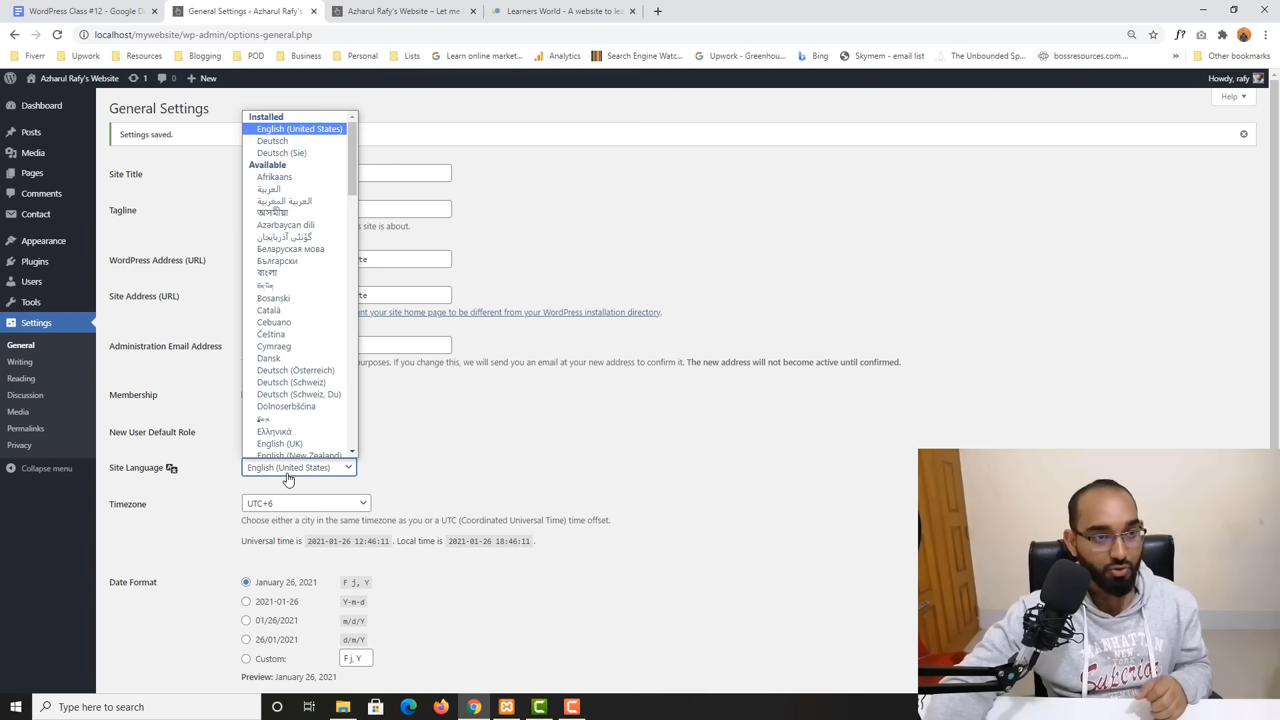 WordPress Class #12 - Google D
General Settings ‹ Azharul Rafy's
Azharul Rafy's Website – Let me
Learners World - A website to lea
localhost/mywebsite/wp-admin/options-general.php
Fiverr
Upwork
Resources
Blogging
POD
Business
Personal
Lists
Learn online market...
Analytics
Search Engine Watc...
Upwork - Greenhou...
Bing
Skymem - email list
The Unbounded Sp...
bossresources.com...
Other bookmarks
Azharul Rafy's Website
1
0
New
Howdy, rafy
Dashboard
Posts
Media
Pages
Comments
Contact
Appearance
Plugins
Users
Tools
Settings
General
Writing
Reading
Discussion
Media
Permalinks
Privacy
Collapse menu
General Settings
Help
Settings saved.
Site Title
Tagline
s site is about.
WordPress Address (URL)
te
Site Address (URL)
te
ant your site home page to be different from your WordPress installation directory.
Administration Email Address
purposes. If you change this, we will send you an email at your new address to confirm it. The new address will not become active until confirmed.
Membership
New User Default Role
Installed
English (United States)
Deutsch
Deutsch (Sie)
Available
Afrikaans
العربية
العربية المغربية
অসমীয়া
Azərbaycan dili
گؤنئی آذربایجان
Беларуская мова
Български
বাংলা
བོད་ཡིག
Bosanski
Català
Cebuano
Čeština
Cymraeg
Dansk
Deutsch (Österreich)
Deutsch (Schweiz)
Deutsch (Schweiz, Du)
Dolnoserbšćina
Ελληνικά
English (UK)
English (New Zealand)
Site Language
English (United States)
Timezone
UTC+6
Choose either a city in the same timezone as you or a UTC (Coordinated Universal Time) time offset.
Universal time is 2021-01-26 12:46:11 . Local time is 2021-01-26 18:46:11 .
Date Format
January 26, 2021 F j, Y
2021-01-26 Y-m-d
01/26/2021 m/d/Y
26/01/2021 d/m/Y
Custom: F j, Y
Preview: January 26, 2021
MANHATTAN
Superior
Type here to search